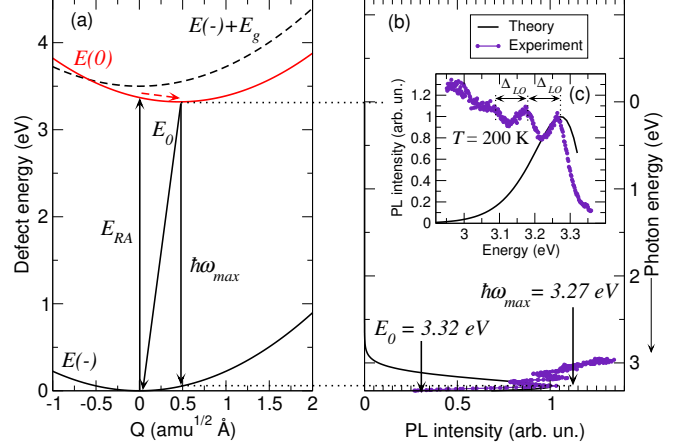 (a)
E(-)+E_g
E(0)
E_0
E_RA
ħω_max
E(-)
Defect energy (eV)
4
3
2
1
0
-1 -0.5 0 0.5 1 1.5 2
Q (amu^1/2 Å)
(b)
Theory
Experiment
(c)
Δ_LO Δ_LO
T = 200 K
PL intensity (arb. un.)
1.2
1
0.8
0.6
0.4
0.2
0
3 3.1 3.2 3.3
Energy (eV)
ħω_max = 3.27 eV
E_0 = 3.32 eV
0
1
2
3
Photon energy (eV)
0 0.5 1
PL intensity (arb. un.)